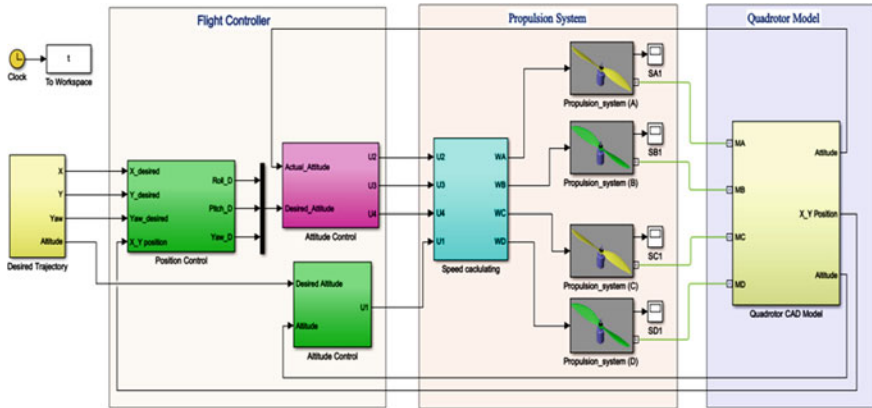 Flight Controller
Propulsion System
Quadrotor Model
Clock
t
To Workspace
X
Y
Yaw
Altitude
Desired Trajectory
X_desired
Y_desired
Yaw_desired
X_Y position
Roll_D
Pitch_D
Yaw_D
Position Control
Actual_Attitude
Desired_Attitude
U2
U3
U4
Attitude Control
Desired Altitude
Altitude
U1
Altitude Control
U2
U3
U4
U1
WA
WB
WC
WD
Speed caclulating
SA1
Propulsion_system (A)
SB1
Propulsion_system (B)
SC1
Propulsion_system (C)
SD1
Propulsion_system (D)
MA
MB
MC
MD
Attitude
X_Y Position
Altitude
Quadrotor CAD Model